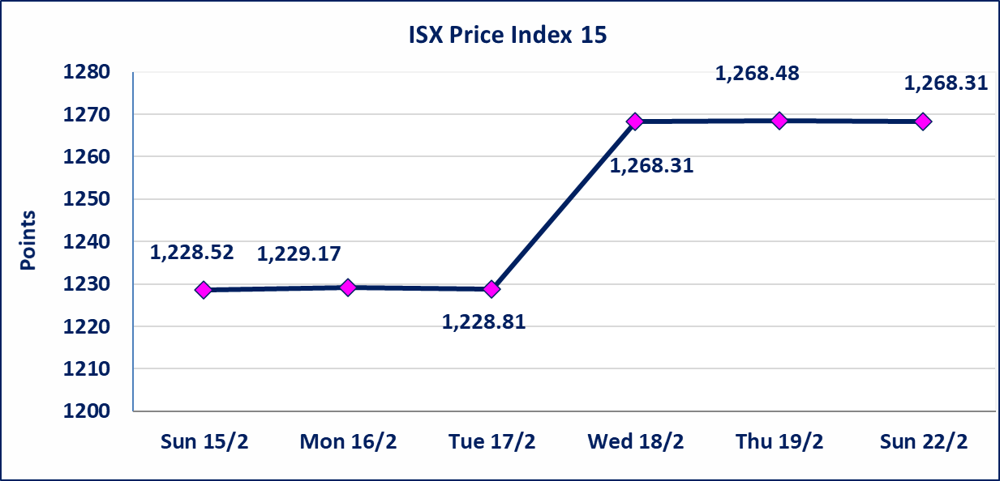 ISX Price Index 15
1280
1270
1260
1250
1240
1230
1220
1210
1200
Points
1,228.52
1,229.17
1,228.81
1,268.31
1,268.48
1,268.31
Sun 15/2
Mon 16/2
Tue 17/2
Wed 18/2
Thu 19/2
Sun 22/2